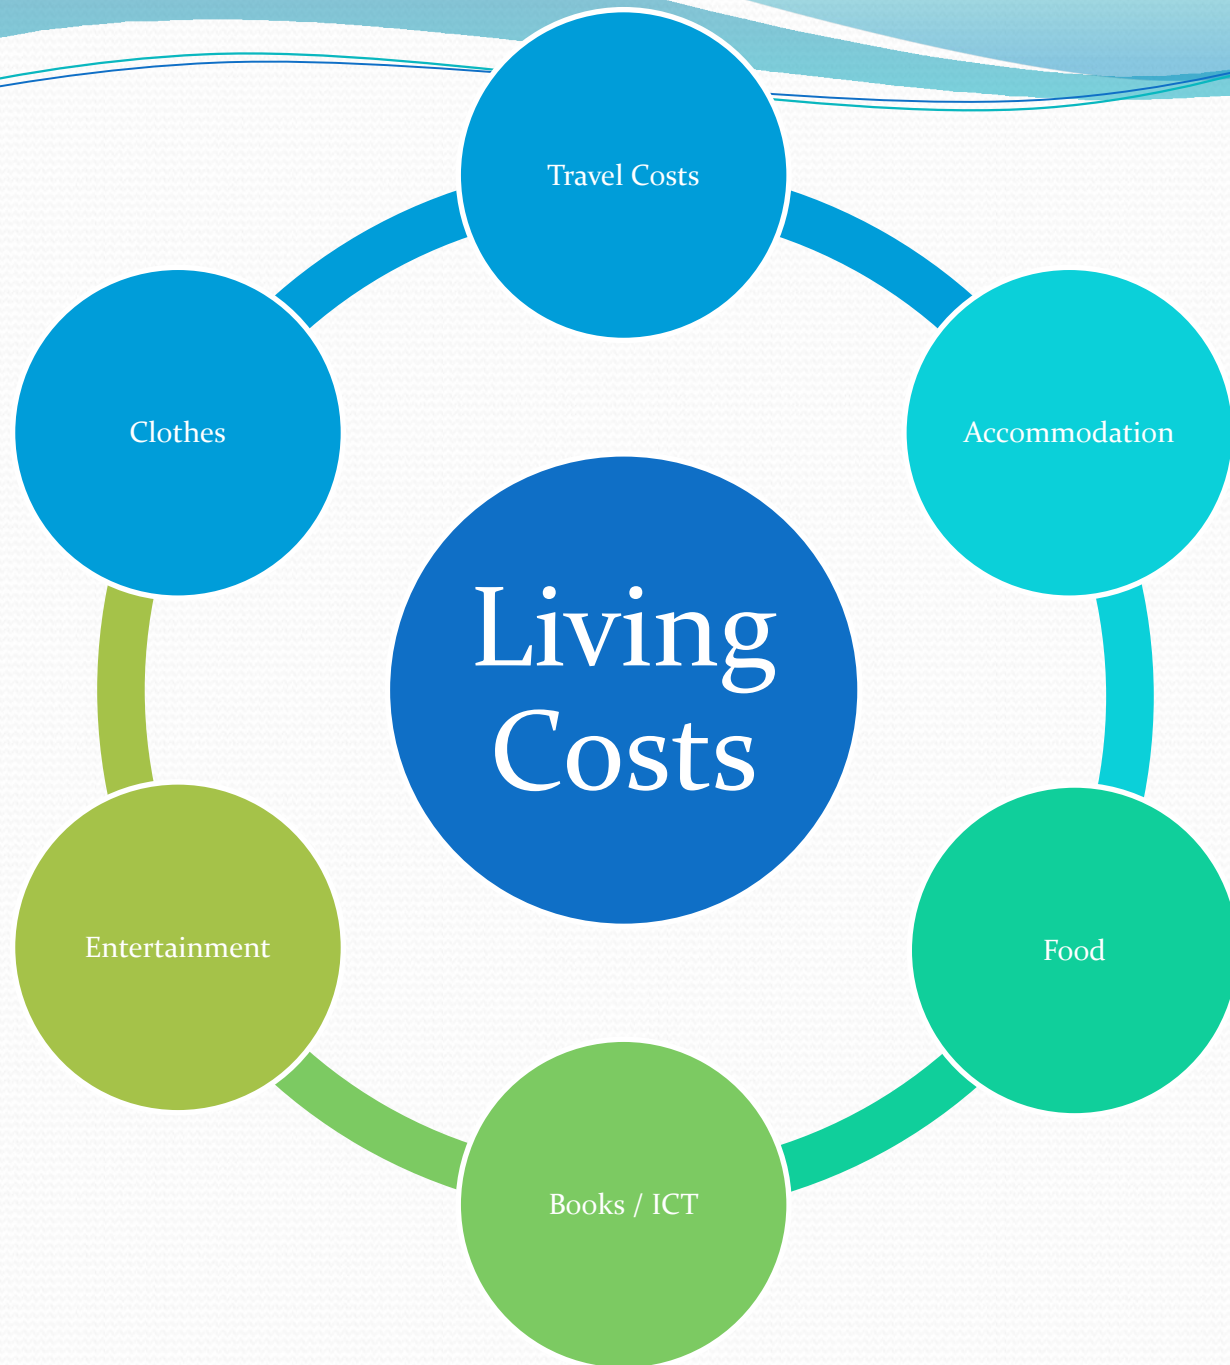 Travel Costs
Accommodation
Food
Books / ICT
Entertainment
Clothes
Living
Costs